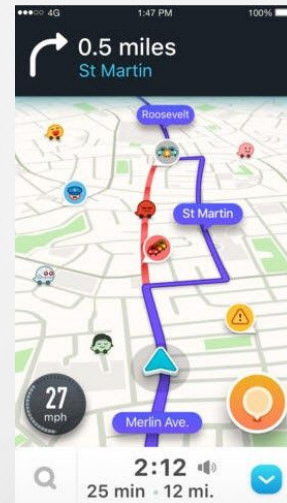 4G 1:47 PM 100%
0.5 miles
St Martin
Roosevelt
St Martin
27
mph
Merlin Ave.
2:12
25 min · 12 mi.